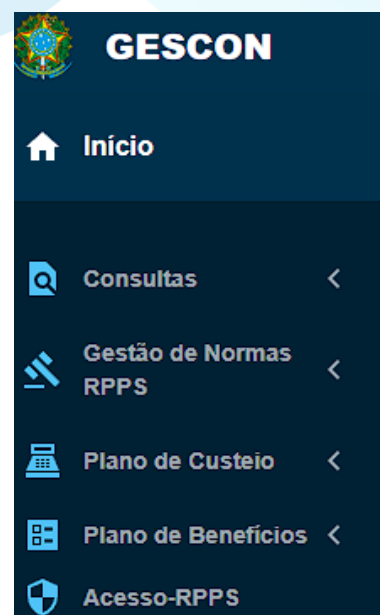 GESCON
Início
Consultas
Gestão de Normas
RPPS
Plano de Custeio
Plano de Benefícios
Acesso-RPPS